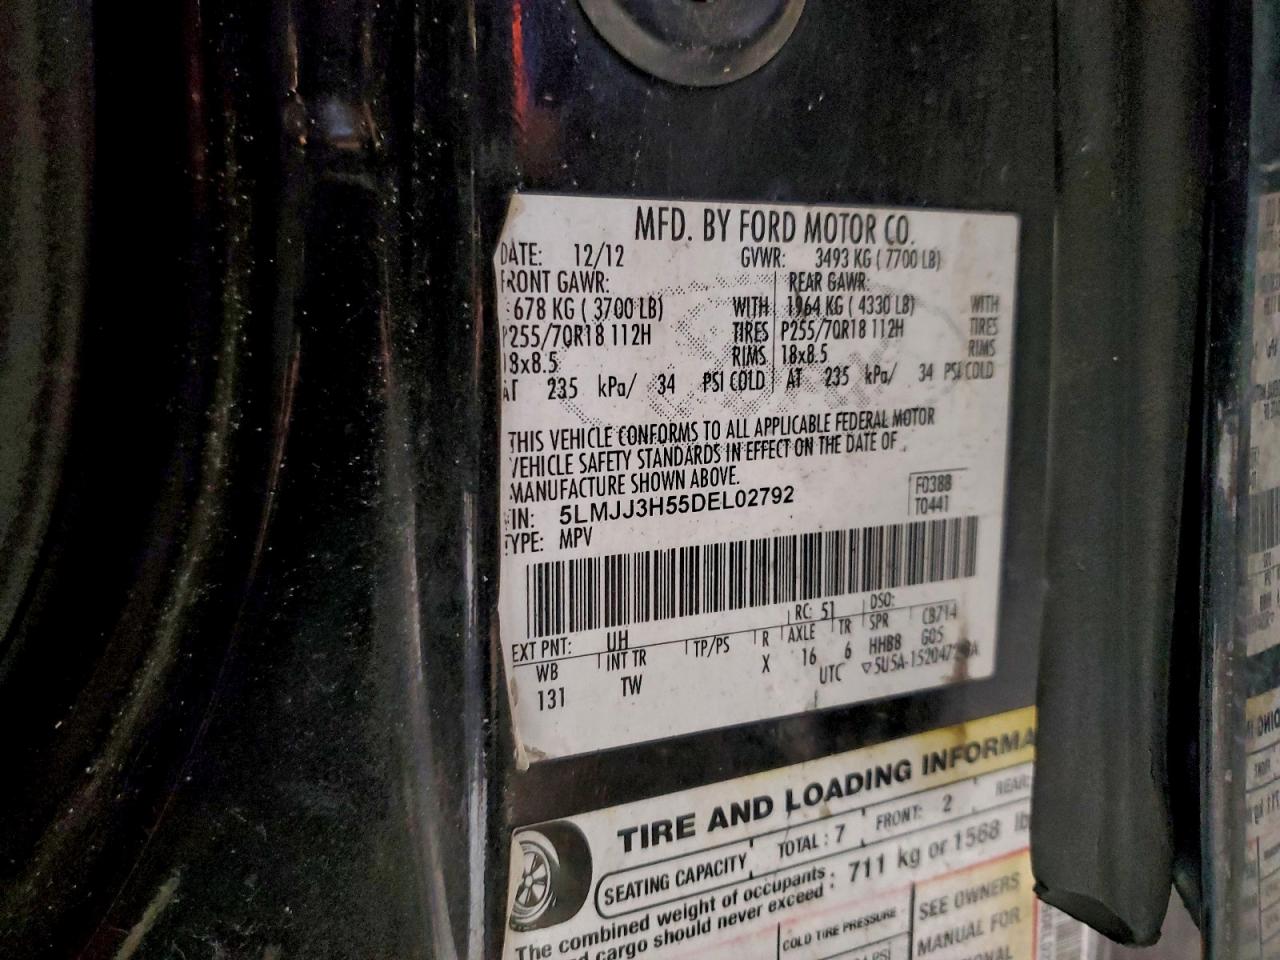 MFD. BY FORD MOTOR CO.
DATE: 12/12 GVWR: 3493 KG ( 7700 LB)
FRONT GAWR: REAR GAWR:
678 KG ( 3700 LB) WITH 1964 KG ( 4330 LB) WITH
P255/70R18 112H TIRES P255/70R18 112H TIRES
18x8.5 RIMS 18x8.5 RIMS
AT 235 kPa/ 34 PSI COLD AT 235 kPa/ 34 PSI COLD
THIS VEHICLE CONFORMS TO ALL APPLICABLE FEDERAL MOTOR
VEHICLE SAFETY STANDARDS IN EFFECT ON THE DATE OF
MANUFACTURE SHOWN ABOVE.
VIN: 5LMJJ3H55DEL02792 F0388
TYPE: MPV T0441
EXT PNT: UH RC: 51 DSO:
WB INT TR TP/PS R AXLE TR SPR CB714
131 TW X 16 6 HHBB G05
UTC
TIRE AND LOADING
SEATING CAPACITY TOTAL : 7 FRONT: 2 REAR:
The combined weight of occupants : 711 kg or 1568 lb
cargo should never exceed
COLD TIRE PRESSURE SEE OWNERS
MANUAL FOR